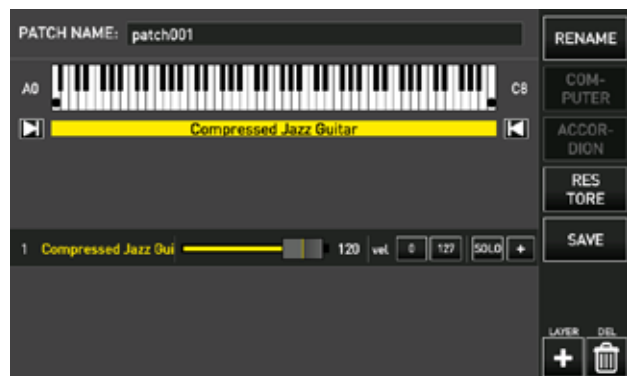 PATCH NAME: patch001
RENAME
A0
C8
COM-
PUTER
Compressed Jazz Guitar
ACCOR-
DION
RES
TORE
SAVE
1 Compressed Jazz Gui 120 vel. 0 127 SOLO +
LAYER DEL
+